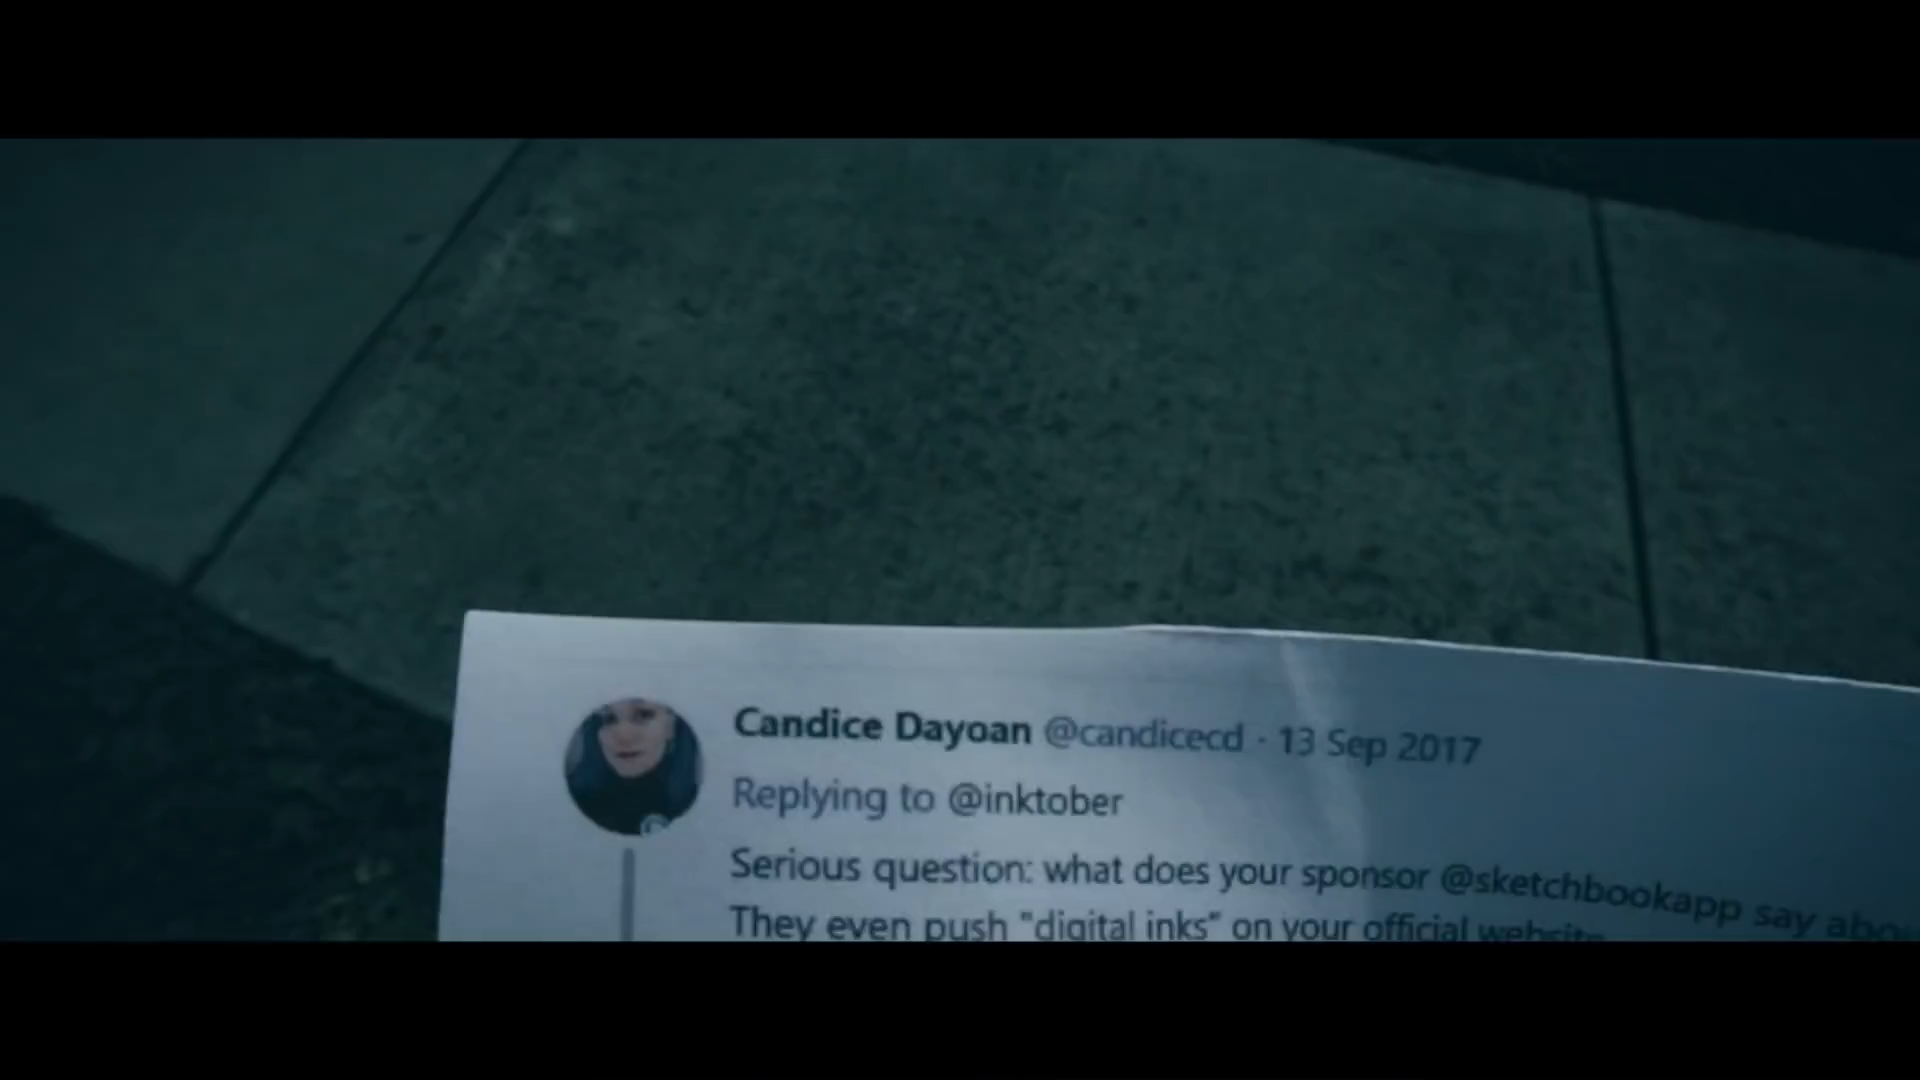 Candice Dayoan @candicecd · 13 Sep 2017
Replying to @inktober
Serious question: what does your sponsor @sketchbookapp say
They even push "digital inks" on your official website